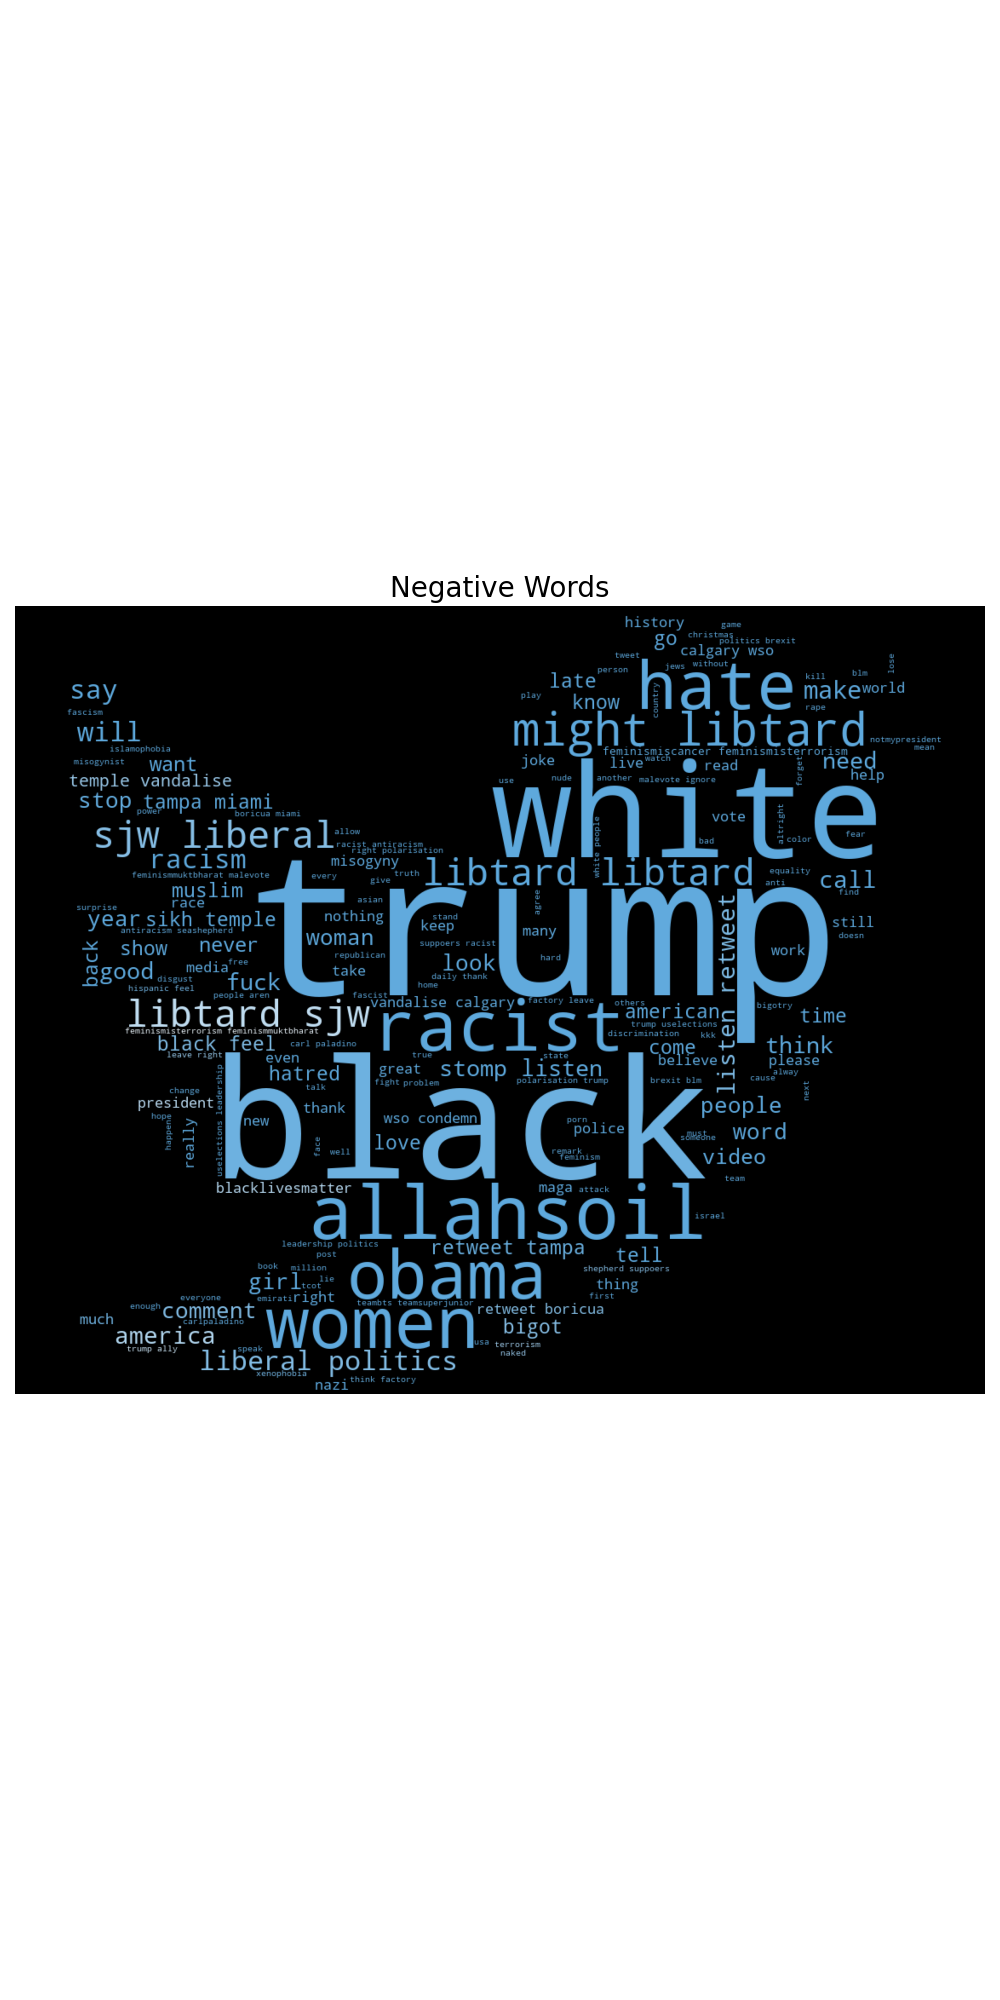 Negative Words
history
game
go
christmas
politics brexit
calgary wso
tweet
say
late
person
jews
without
hate
kill
blm
lose
make
world
fascism
play
know
country
rape
will
might libtard
notmypresident
islamophobia
feminismiscancer feminismisterrorism
mean
misogynist
want
joke
live
watch
read
forget
need
temple vandalise
use
nude
another
malevote ignore
help
stop
tampa miami
white
power
boricua miami
vote
altright
sjw liberal
allow
white people
bad
color
fear
racist anticracism
right polarisation
racism
misogyny
libtard libtard
equality
feminismmuktbharat malevote
every
give
truth
anti
call
muslim
trump
find
race
asian
agree
surprise
year
sikh temple
nothing
stand
keep
many
retweet
still
antiracism seashepherd
woman
suppoers racist
doesn
back
show
never
republican
look
hard
work
good
media
free
take
daily thank
disgust
fuck
home
hispanic feel
people aren
fascist
vandalise calgary
factory leave
others
bigotry
libtard sjw
racist
american
time
feminismisterrorism feminismmuktbharat
trump uselections
discrimination
kkk
listen
black feel
carl paladino
come
think
leave right
even
true
state
believe
please
hatred
great
stomp listen
alway
talk
fight
problem
polarisation trump
brexit blm
cause
next
change
uselections leadership
black
president
thank
people
hope
new
wso condemn
porn
police
must
someone
word
happen
really
face
well
love
remark
feminism
video
team
blacklivesmatter
maga
attack
allahsoil
israel
leadership politics
retweet tampa
post
tell
book
million
obama
shepherd suppoers
girl
tcot
lie
thing
everyone
emirati
right
teambts teamsuperjunior
first
enough
comment
women
retweet boricua
much
carlpaladino
bigot
america
usa
trump ally
speak
terrorism
liberal politics
naked
xenophobia
nazi
think factory